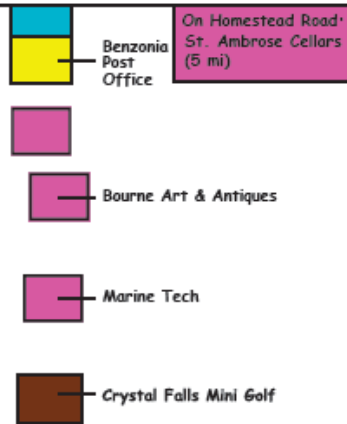 On Homestead Road·
St. Ambrose Cellars
(5 mi)
Benzonia
Post
Office
Bourne Art & Antiques
Marine Tech
Crystal Falls Mini Golf